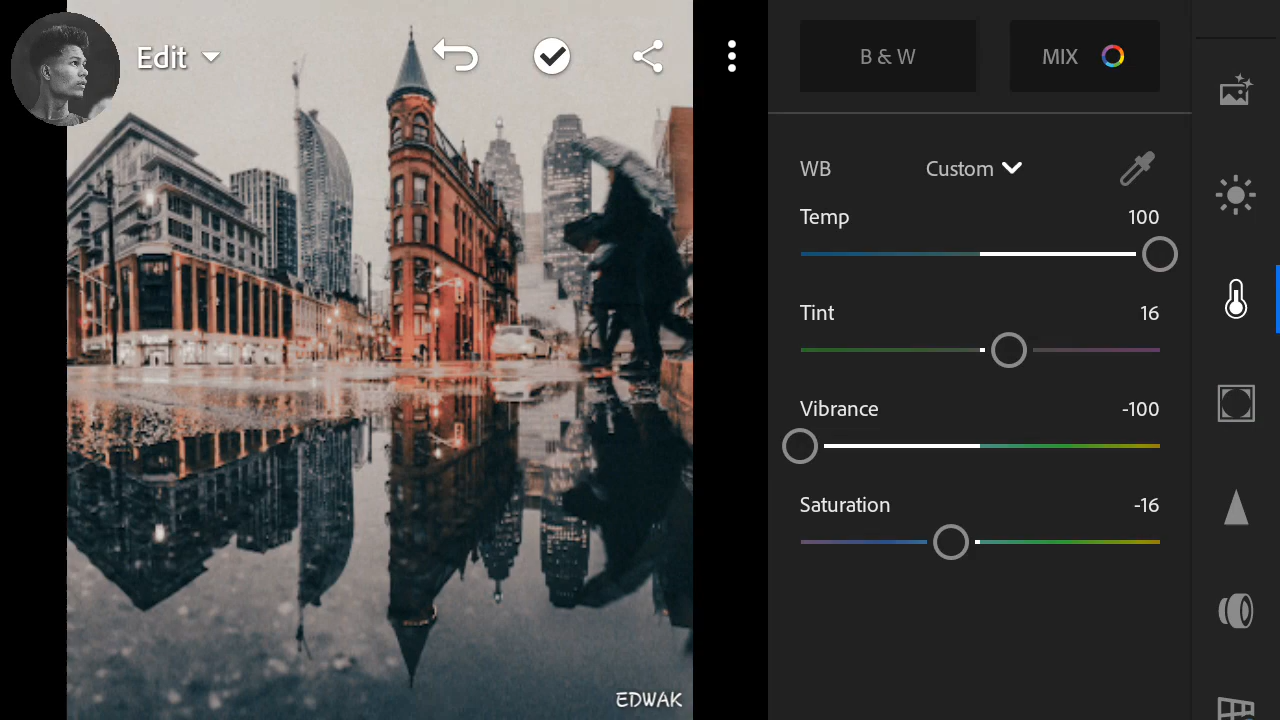 Edit
B & W
MIX
WB
Custom
Temp
100
Tint
16
Vibrance
-100
Saturation
-16
EDWAK